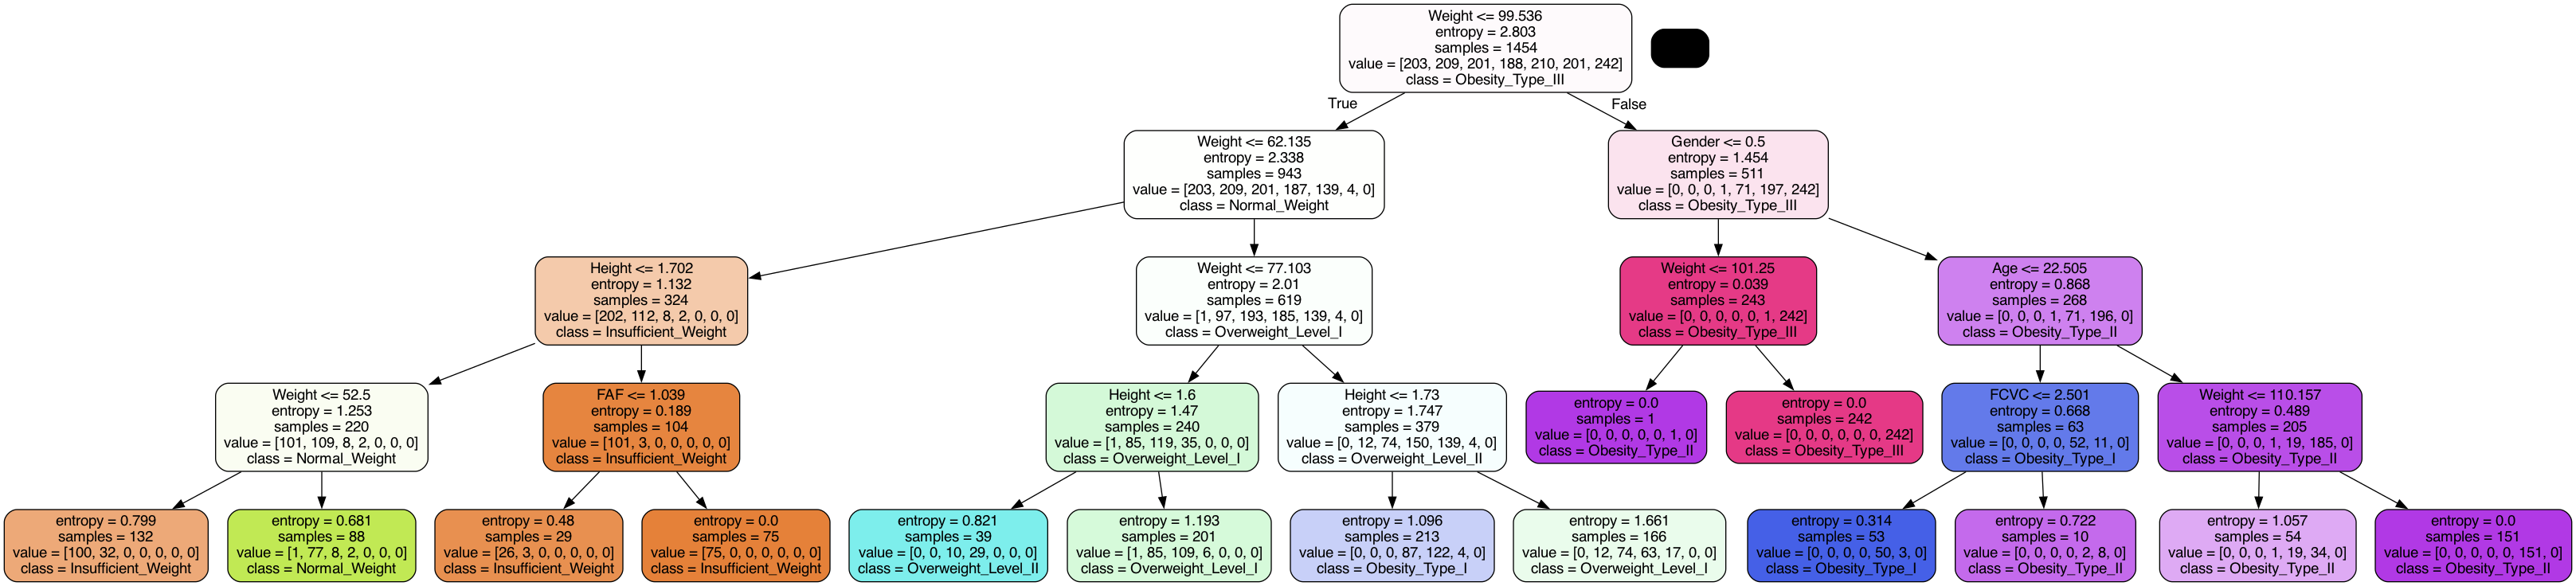 Weight <= 99.536
entropy = 2.803
samples = 1454
value = [203, 209, 201, 188, 210, 201, 242]
class = Obesity_Type_III
True
False
Weight <= 62.135
entropy = 2.338
samples = 943
value = [203, 209, 201, 187, 139, 4, 0]
class = Normal_Weight
Gender <= 0.5
entropy = 1.454
samples = 511
value = [0, 0, 0, 1, 71, 197, 242]
class = Obesity_Type_III
Height <= 1.702
entropy = 1.132
samples = 324
value = [202, 112, 8, 2, 0, 0, 0]
class = Insufficient_Weight
Weight <= 77.103
entropy = 2.01
samples = 619
value = [1, 97, 193, 185, 139, 4, 0]
class = Overweight_Level_I
Weight <= 101.25
entropy = 0.039
samples = 243
value = [0, 0, 0, 0, 0, 1, 242]
class = Obesity_Type_III
Age <= 22.505
entropy = 0.868
samples = 268
value = [0, 0, 0, 1, 71, 196, 0]
class = Obesity_Type_II
Weight <= 52.5
entropy = 1.253
samples = 220
value = [101, 109, 8, 2, 0, 0, 0]
class = Normal_Weight
FAF <= 1.039
entropy = 0.189
samples = 104
value = [101, 3, 0, 0, 0, 0, 0]
class = Insufficient_Weight
Height <= 1.6
entropy = 1.47
samples = 240
value = [1, 85, 119, 35, 0, 0, 0]
class = Overweight_Level_I
Height <= 1.73
entropy = 1.747
samples = 379
value = [0, 12, 74, 150, 139, 4, 0]
class = Overweight_Level_II
entropy = 0.0
samples = 1
value = [0, 0, 0, 0, 0, 1, 0]
class = Obesity_Type_II
entropy = 0.0
samples = 242
value = [0, 0, 0, 0, 0, 0, 242]
class = Obesity_Type_III
FCVC <= 2.501
entropy = 0.668
samples = 63
value = [0, 0, 0, 0, 52, 11, 0]
class = Obesity_Type_I
Weight <= 110.157
entropy = 0.489
samples = 205
value = [0, 0, 0, 1, 19, 185, 0]
class = Obesity_Type_II
entropy = 0.799
samples = 132
value = [100, 32, 0, 0, 0, 0, 0]
class = Insufficient_Weight
entropy = 0.681
samples = 88
value = [1, 77, 8, 2, 0, 0, 0]
class = Normal_Weight
entropy = 0.48
samples = 29
value = [26, 3, 0, 0, 0, 0, 0]
class = Insufficient_Weight
entropy = 0.0
samples = 75
value = [75, 0, 0, 0, 0, 0, 0]
class = Insufficient_Weight
entropy = 0.821
samples = 39
value = [0, 0, 10, 29, 0, 0, 0]
class = Overweight_Level_II
entropy = 1.193
samples = 201
value = [1, 85, 109, 6, 0, 0, 0]
class = Overweight_Level_I
entropy = 1.096
samples = 213
value = [0, 0, 0, 87, 122, 4, 0]
class = Obesity_Type_I
entropy = 1.661
samples = 166
value = [0, 12, 74, 63, 17, 0, 0]
class = Overweight_Level_I
entropy = 0.314
samples = 53
value = [0, 0, 0, 0, 50, 3, 0]
class = Obesity_Type_I
entropy = 0.722
samples = 10
value = [0, 0, 0, 0, 2, 8, 0]
class = Obesity_Type_II
entropy = 1.057
samples = 54
value = [0, 0, 0, 1, 19, 34, 0]
class = Obesity_Type_II
entropy = 0.0
samples = 151
value = [0, 0, 0, 0, 0, 151, 0]
class = Obesity_Type_II